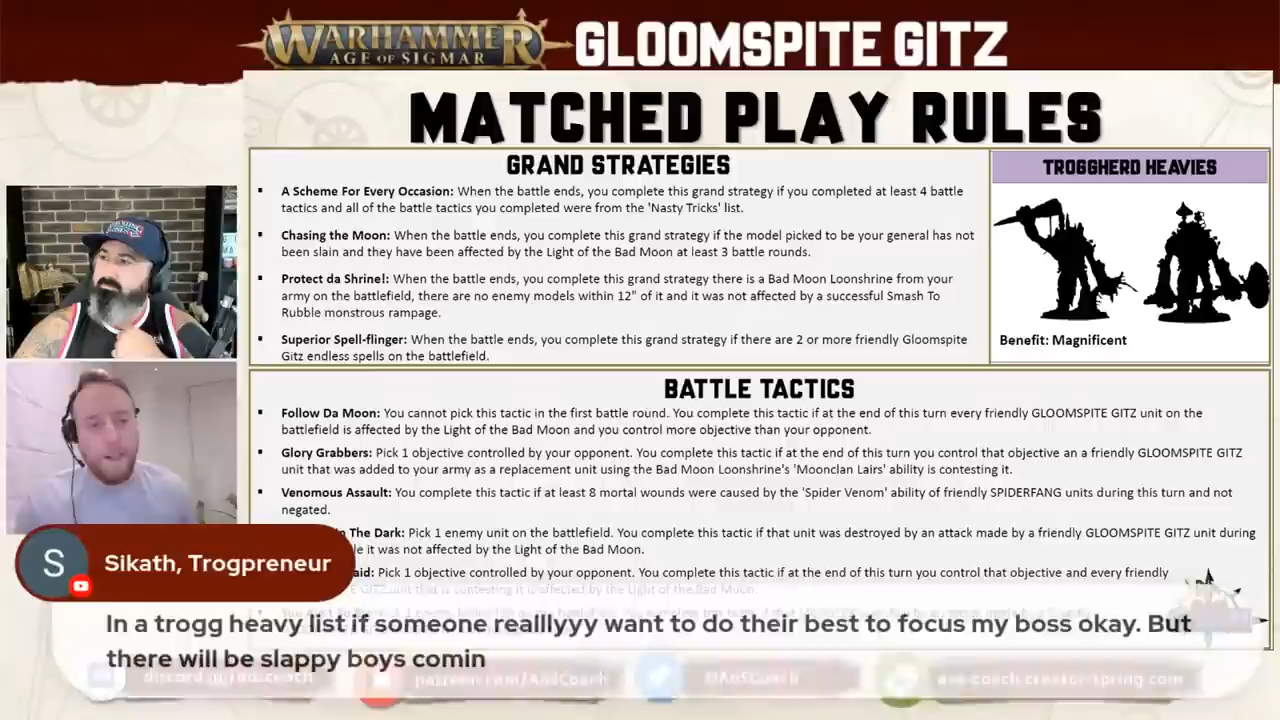 WARHAMMER
AGE OF SIGMAR
GLOOMSPITE GITZ
MATCHED PLAY RULES
GRAND STRATEGIES
▪ A Scheme For Every Occasion: When the battle ends, you complete this grand strategy if you completed at least 4 battle
tactics and all of the battle tactics you completed were from the 'Nasty Tricks' list.
▪ Chasing the Moon: When the battle ends, you complete this grand strategy if the model picked to be your general has not
been slain and they have been affected by the Light of the Bad Moon at least 3 battle rounds.
▪ Protect da Shrine!: When the battle ends, you complete this grand strategy there is a Bad Moon Loonshrine from your
army on the battlefield, there are no enemy models within 12" of it and it was not affected by a successful Smash To
Rubble monstrous rampage.
▪ Superior Spell-flinger: When the battle ends, you complete this grand strategy if there are 2 or more friendly Gloomspite
Gitz endless spells on the battlefield.
TROGGHERD HEAVIES
Benefit: Magnificent
BATTLE TACTICS
▪ Follow Da Moon: You cannot pick this tactic in the first battle round. You complete this tactic if at the end of this turn every friendly GLOOMSPITE GITZ unit on the
battlefield is affected by the Light of the Bad Moon and you control more objective than your opponent.
▪ Glory Grabbers: Pick 1 objective controlled by your opponent. You complete this tactic if at the end of this turn you control that objective an a friendly GLOOMSPITE GITZ
unit that was added to your army as a replacement unit using the Bad Moon Loonshrine's 'Moonclan Lairs' ability is contesting it.
▪ Venomous Assault: You complete this tactic if at least 8 mortal wounds were caused by the 'Spider Venom' ability of friendly SPIDERFANG units during this turn and not
negated.
The Dark: Pick 1 enemy unit on the battlefield. You complete this tactic if that unit was destroyed by an attack made by a friendly GLOOMSPITE GITZ unit during
it was not affected by the Light of the Bad Moon.
aid: Pick 1 objective controlled by your opponent. You complete this tactic if at the end of this turn you control that objective and every friendly
GITZ unit that is contesting it is affected by the Light of the Bad Moon.
S
Sikath, Trogpreneur
In a trogg heavy list if someone realllyyy want to do their best to focus my boss okay. But
there will be slappy boys comin
patreon.com/AoSCoach
@AoSCoach
aos-coach.creator-spring.com